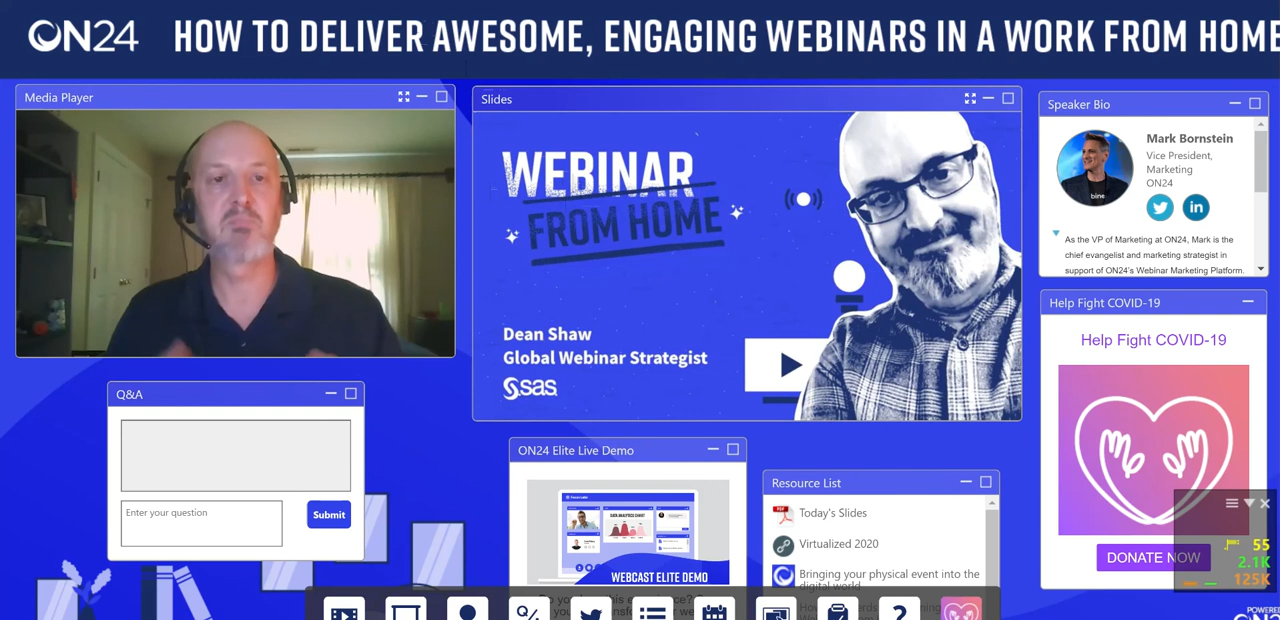 ON24
HOW TO DELIVER AWESOME, ENGAGING WEBINARS IN A WORK FROM HOME
Media Player
Slides
WEBINAR
FROM HOME
Dean Shaw
Global Webinar Strategist
sas
Speaker Bio
Mark Bornstein
Vice President,
Marketing
ON24
in
As the VP of Marketing at ON24, Mark is the
chief evangelist and marketing strategist in
support of ON24's Webinar Marketing Platform.
Help Fight COVID-19
Help Fight COVID-19
DONATE NOW
55
2.1K
125K
Q&A
Enter your question
Submit
ON24 Elite Live Demo
WEBCAST ELITE DEMO
Resource List
PDF
Today's Slides
Virtualized 2020
Bringing your physical event into the
digital world
?
POWERED